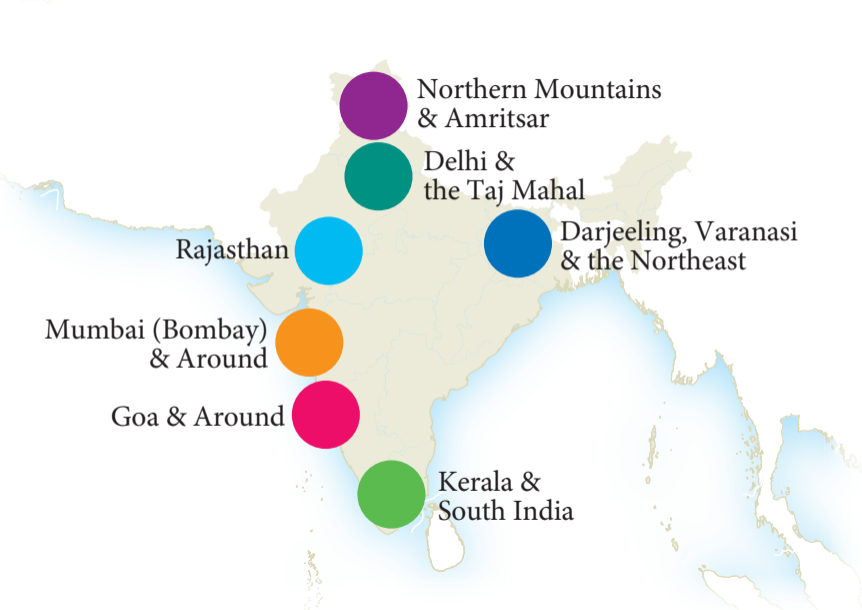 Northern Mountains
& Amritsar
Delhi &
the Taj Mahal
Rajasthan
Darjeeling, Varanasi
& the Northeast
Mumbai (Bombay)
& Around
Goa & Around
Kerala &
South India